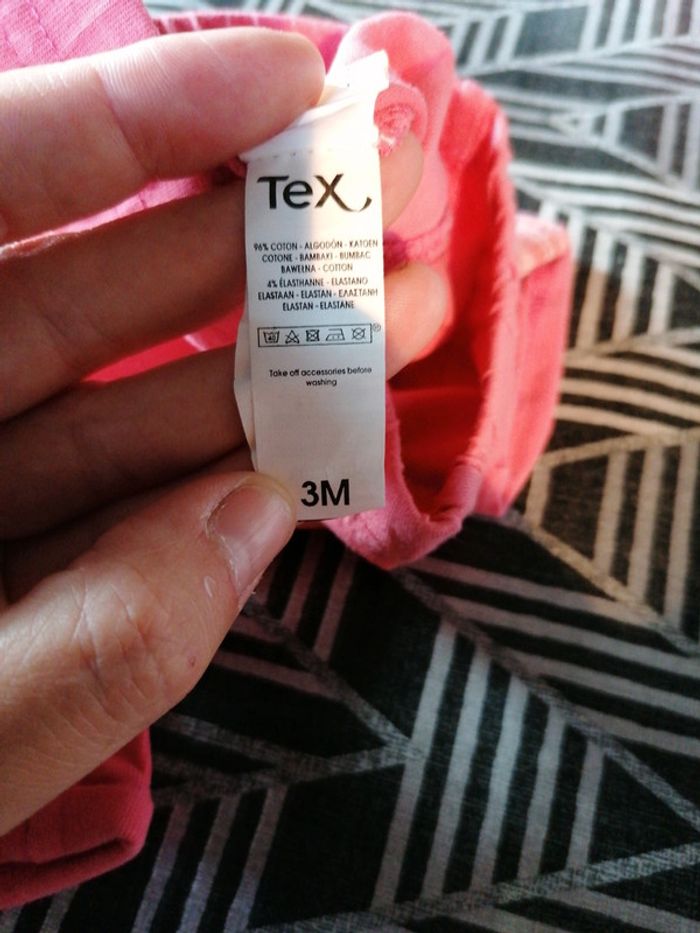 TeX
96% COTON - ALGODÓN - KATOEN
COTONE - BAMBAKI - BUMBAC
BAWEŁNA - COTTON
4% ÉLASTHANNE - ELASTANO
ELASTAAN - ELASTAN - ΕΛΑΣΤΑΝΗ
ELASTAN - ELASTANE
®
Take off accessories before
washing
3M